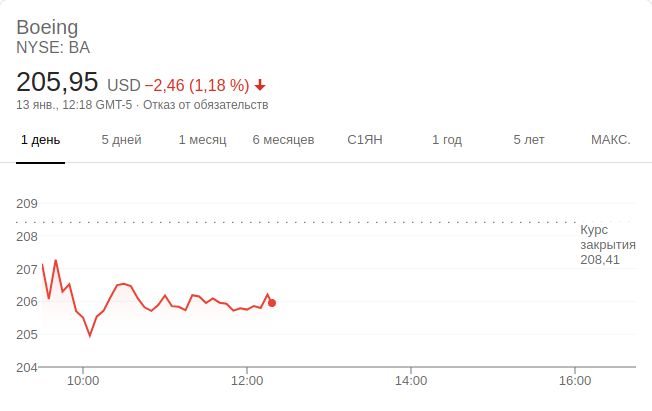 Boeing
NYSE: BA
205,95 USD −2,46 (1,18 %)
13 янв., 12:18 GMT-5 · Отказ от обязательств
1 день 5 дней 1 месяц 6 месяцев С1ЯН 1 год 5 лет МАКС.
209
208
Курс
закрытия
208,41
207
206
205
204
10:00 12:00 14:00 16:00